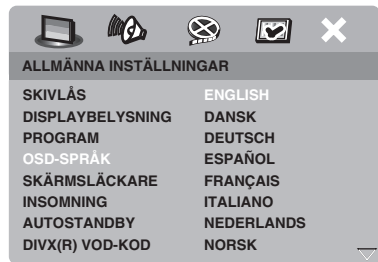 ALLMÄNNA INSTÄLLNINGAR
SKIVLÅS ENGLISH
DISPLAYBELYSNING DANSK
PROGRAM DEUTSCH
OSD-SPRÅK ESPAÑOL
SKÄRMSLÄCKARE FRANÇAIS
INSOMNING ITALIANO
AUTOSTANDBY NEDERLANDS
DIVX(R) VOD-KOD NORSK